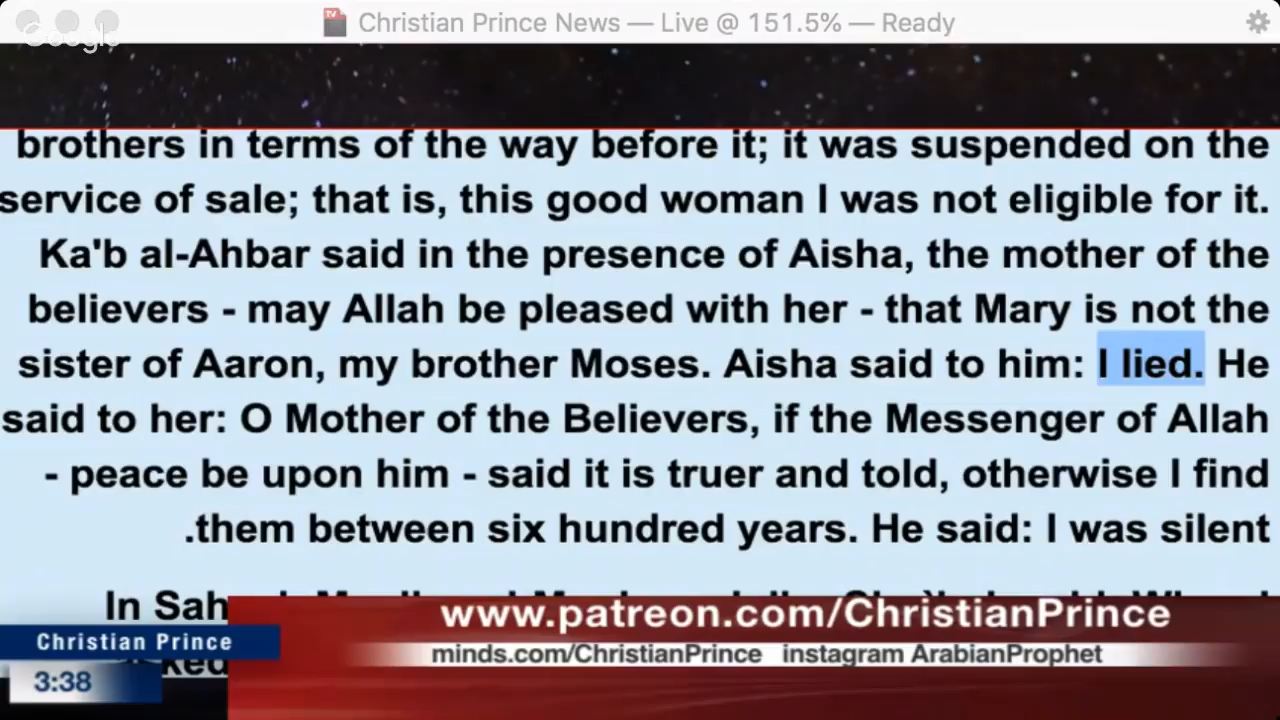 Christian Prince News — Live @ 151.5% — Ready
Google
brothers in terms of the way before it; it was suspended on the
service of sale; that is, this good woman I was not eligible for it.
Ka'b al-Ahbar said in the presence of Aisha, the mother of the
believers - may Allah be pleased with her - that Mary is not the
sister of Aaron, my brother Moses. Aisha said to him: I lied. He
said to her: O Mother of the Believers, if the Messenger of Allah
- peace be upon him - said it is truer and told, otherwise I find
.them between six hundred years. He said: I was silent
In
www.patreon.com/ChristianPrince
Christian Prince
minds.com/ChristianPrince instagram ArabianProphet
3:38